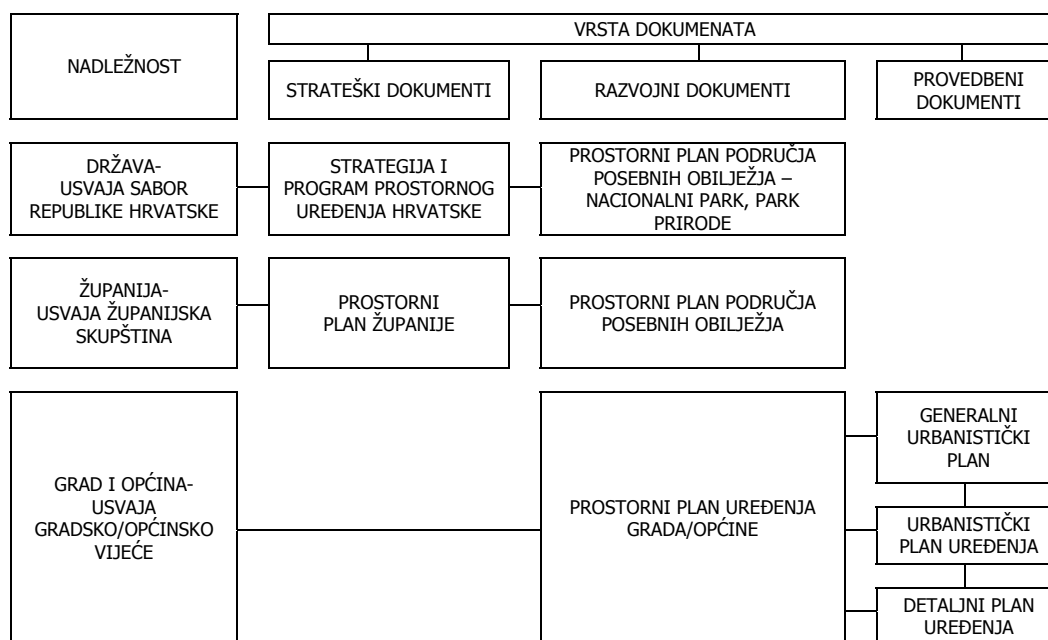 NADLEŽNOST
VRSTA DOKUMENATA
STRATEŠKI DOKUMENTI
RAZVOJNI DOKUMENTI
PROVEDBENI
DOKUMENTI
DRŽAVA-
USVAJA SABOR
REPUBLIKE HRVATSKE
STRATEGIJA I
PROGRAM PROSTORNOG
UREĐENJA HRVATSKE
PROSTORNI PLAN PODRUČJA
POSEBNIH OBILJEŽJA –
NACIONALNI PARK, PARK
PRIRODE
ŽUPANIJA-
USVAJA ŽUPANIJSKA
SKUPŠTINA
PROSTORNI
PLAN ŽUPANIJE
PROSTORNI PLAN PODRUČJA
POSEBNIH OBILJEŽJA
GRAD I OPĆINA-
USVAJA
GRADSKO/OPĆINSKO
VIJEĆE
PROSTORNI PLAN UREĐENJA
GRADA/OPĆINE
GENERALNI
URBANISTIČKI
PLAN
URBANISTIČKI
PLAN UREĐENJA
DETALJNI PLAN
UREĐENJA